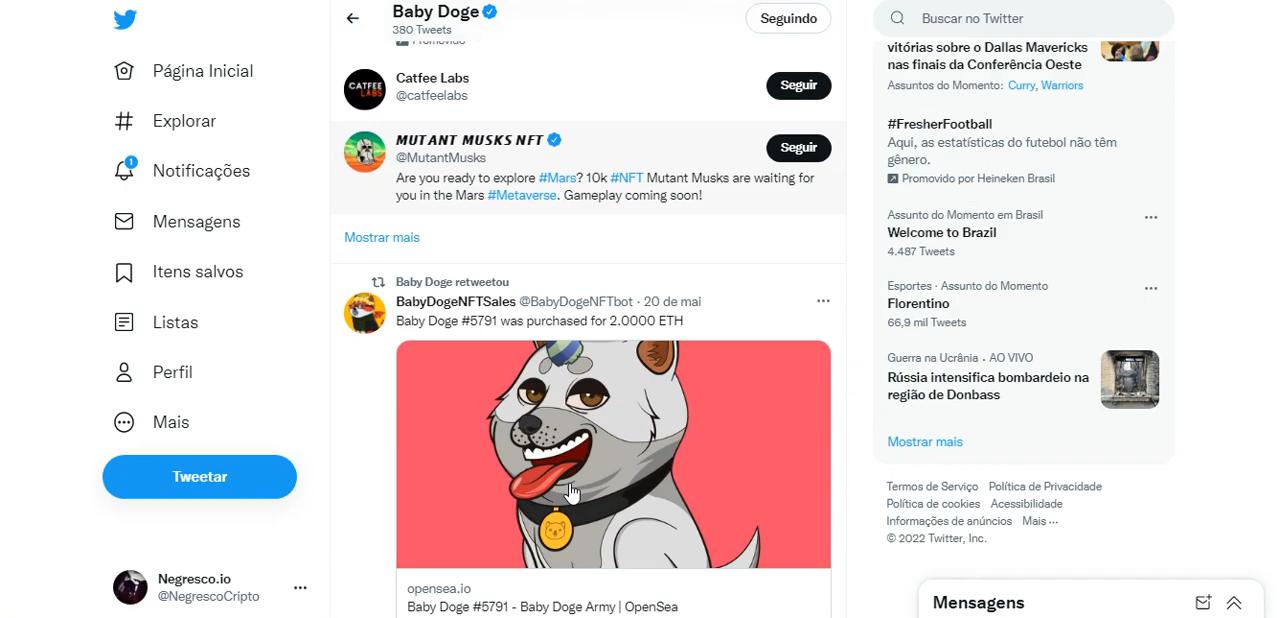 Página Inicial
Explorar
1
Notificações
Mensagens
Itens salvos
Listas
Perfil
Mais
Tweetar
Negresco.io
@NegrescoCripto
Baby Doge
380 Tweets
Seguindo
Promovido
CATFEE
LABS
Catfee Labs
@catfeelabs
Seguir
MUTANT MUSKS NFT
@MutantMusks
Seguir
Are you ready to explore #Mars? 10k #NFT Mutant Musks are waiting for
you in the Mars #Metaverse. Gameplay coming soon!
Mostrar mais
Baby Doge retweetou
BabyDogeNFTSales @BabyDogeNFTbot · 20 de mai
Baby Doge #5791 was purchased for 2.0000 ETH
opensea.io
Baby Doge #5791 - Baby Doge Army | OpenSea
Buscar no Twitter
vitórias sobre o Dallas Mavericks
nas finais da Conferência Oeste
Assuntos do Momento: Curry, Warriors
#FresherFootball
Aqui, as estatísticas do futebol não têm
gênero.
Promovido por Heineken Brasil
Assunto do Momento em Brasil
Welcome to Brazil
4.487 Tweets
Esportes · Assunto do Momento
Florentino
66,9 mil Tweets
Guerra na Ucrânia · AO VIVO
Rússia intensifica bombardeio na
região de Donbass
Mostrar mais
Termos de Serviço Política de Privacidade
Política de cookies Acessibilidade
Informações de anúncios Mais ···
© 2022 Twitter, Inc.
Mensagens